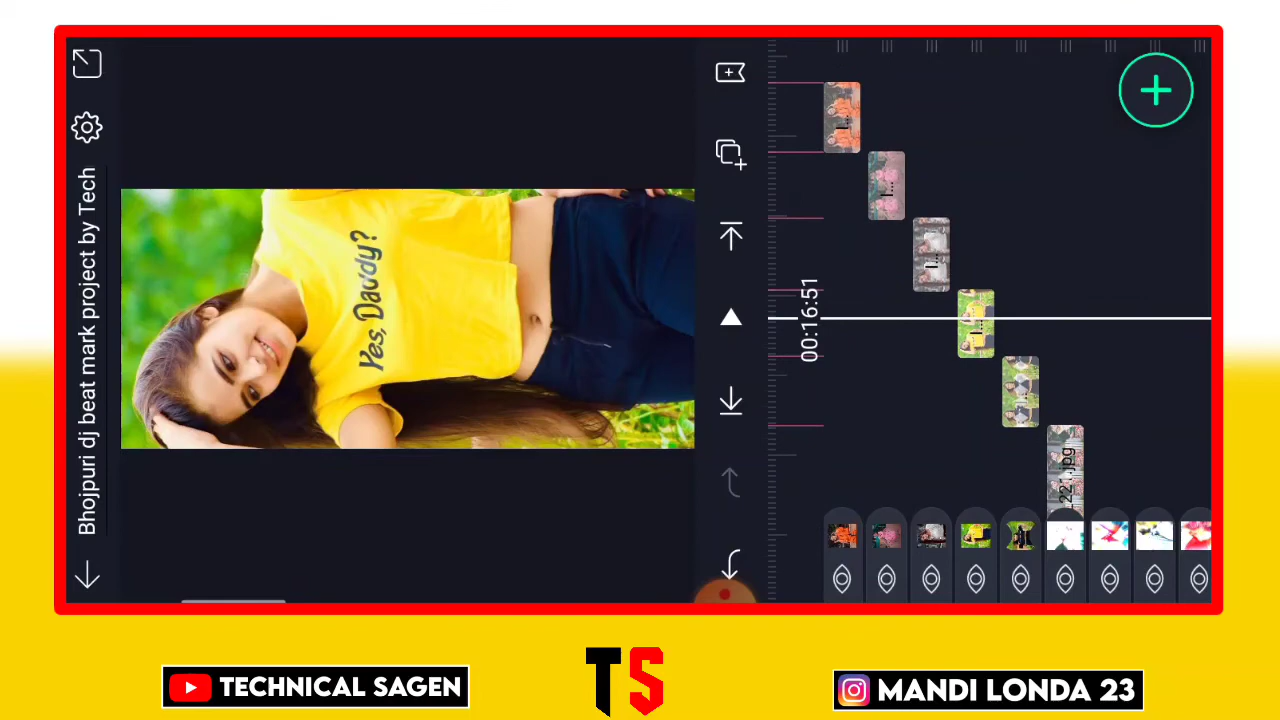 Bhojpuri dj beat mark project by Tech
Yes, Daddy?
00:16:51
I...
I...
I...
I...
221.jpg
TECHNICAL SAGEN
TS
MANDI LONDA 23